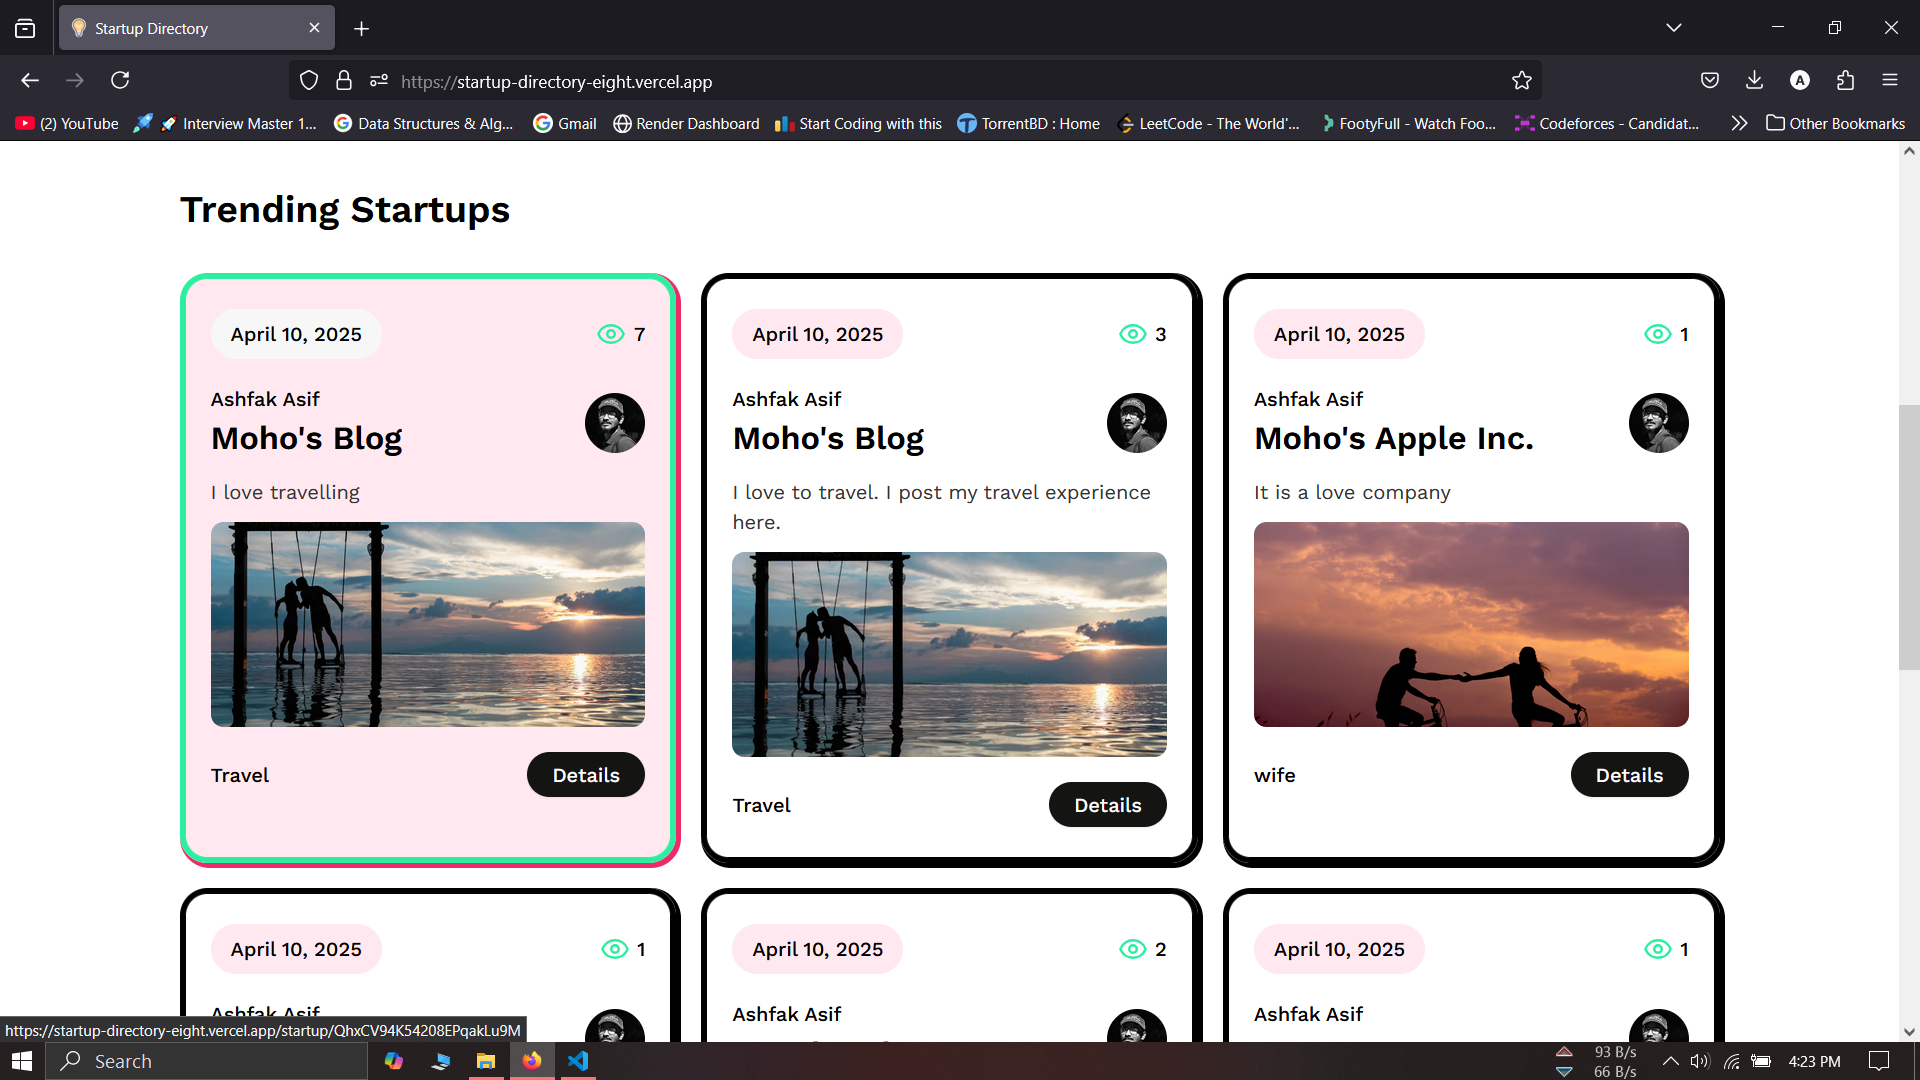 Startup Directory
https://startup-directory-eight.vercel.app
A
(2) YouTube
Interview Master 1...
Data Structures & Alg...
Gmail
Render Dashboard
Start Coding with this
TorrentBD : Home
LeetCode - The World'...
FootyFull - Watch Foo...
Codeforces - Candidat...
Other Bookmarks
Trending Startups
April 10, 2025
7
Ashfak Asif
Moho's Blog
I love travelling
Travel
Details
April 10, 2025
3
Ashfak Asif
Moho's Blog
I love to travel. I post my travel experience
here.
Travel
Details
April 10, 2025
1
Ashfak Asif
Moho's Apple Inc.
It is a love company
wife
Details
April 10, 2025
1
Ashfak Asif
April 10, 2025
2
Ashfak Asif
April 10, 2025
1
Ashfak Asif
https://startup-directory-eight.vercel.app/startup/QhxCV94K54208EPqakLu9M
Search
93 B/s
66 B/s
4:23 PM